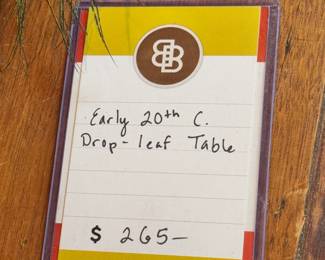 B
Early 20th C.
Drop-leaf Table
$ 265—